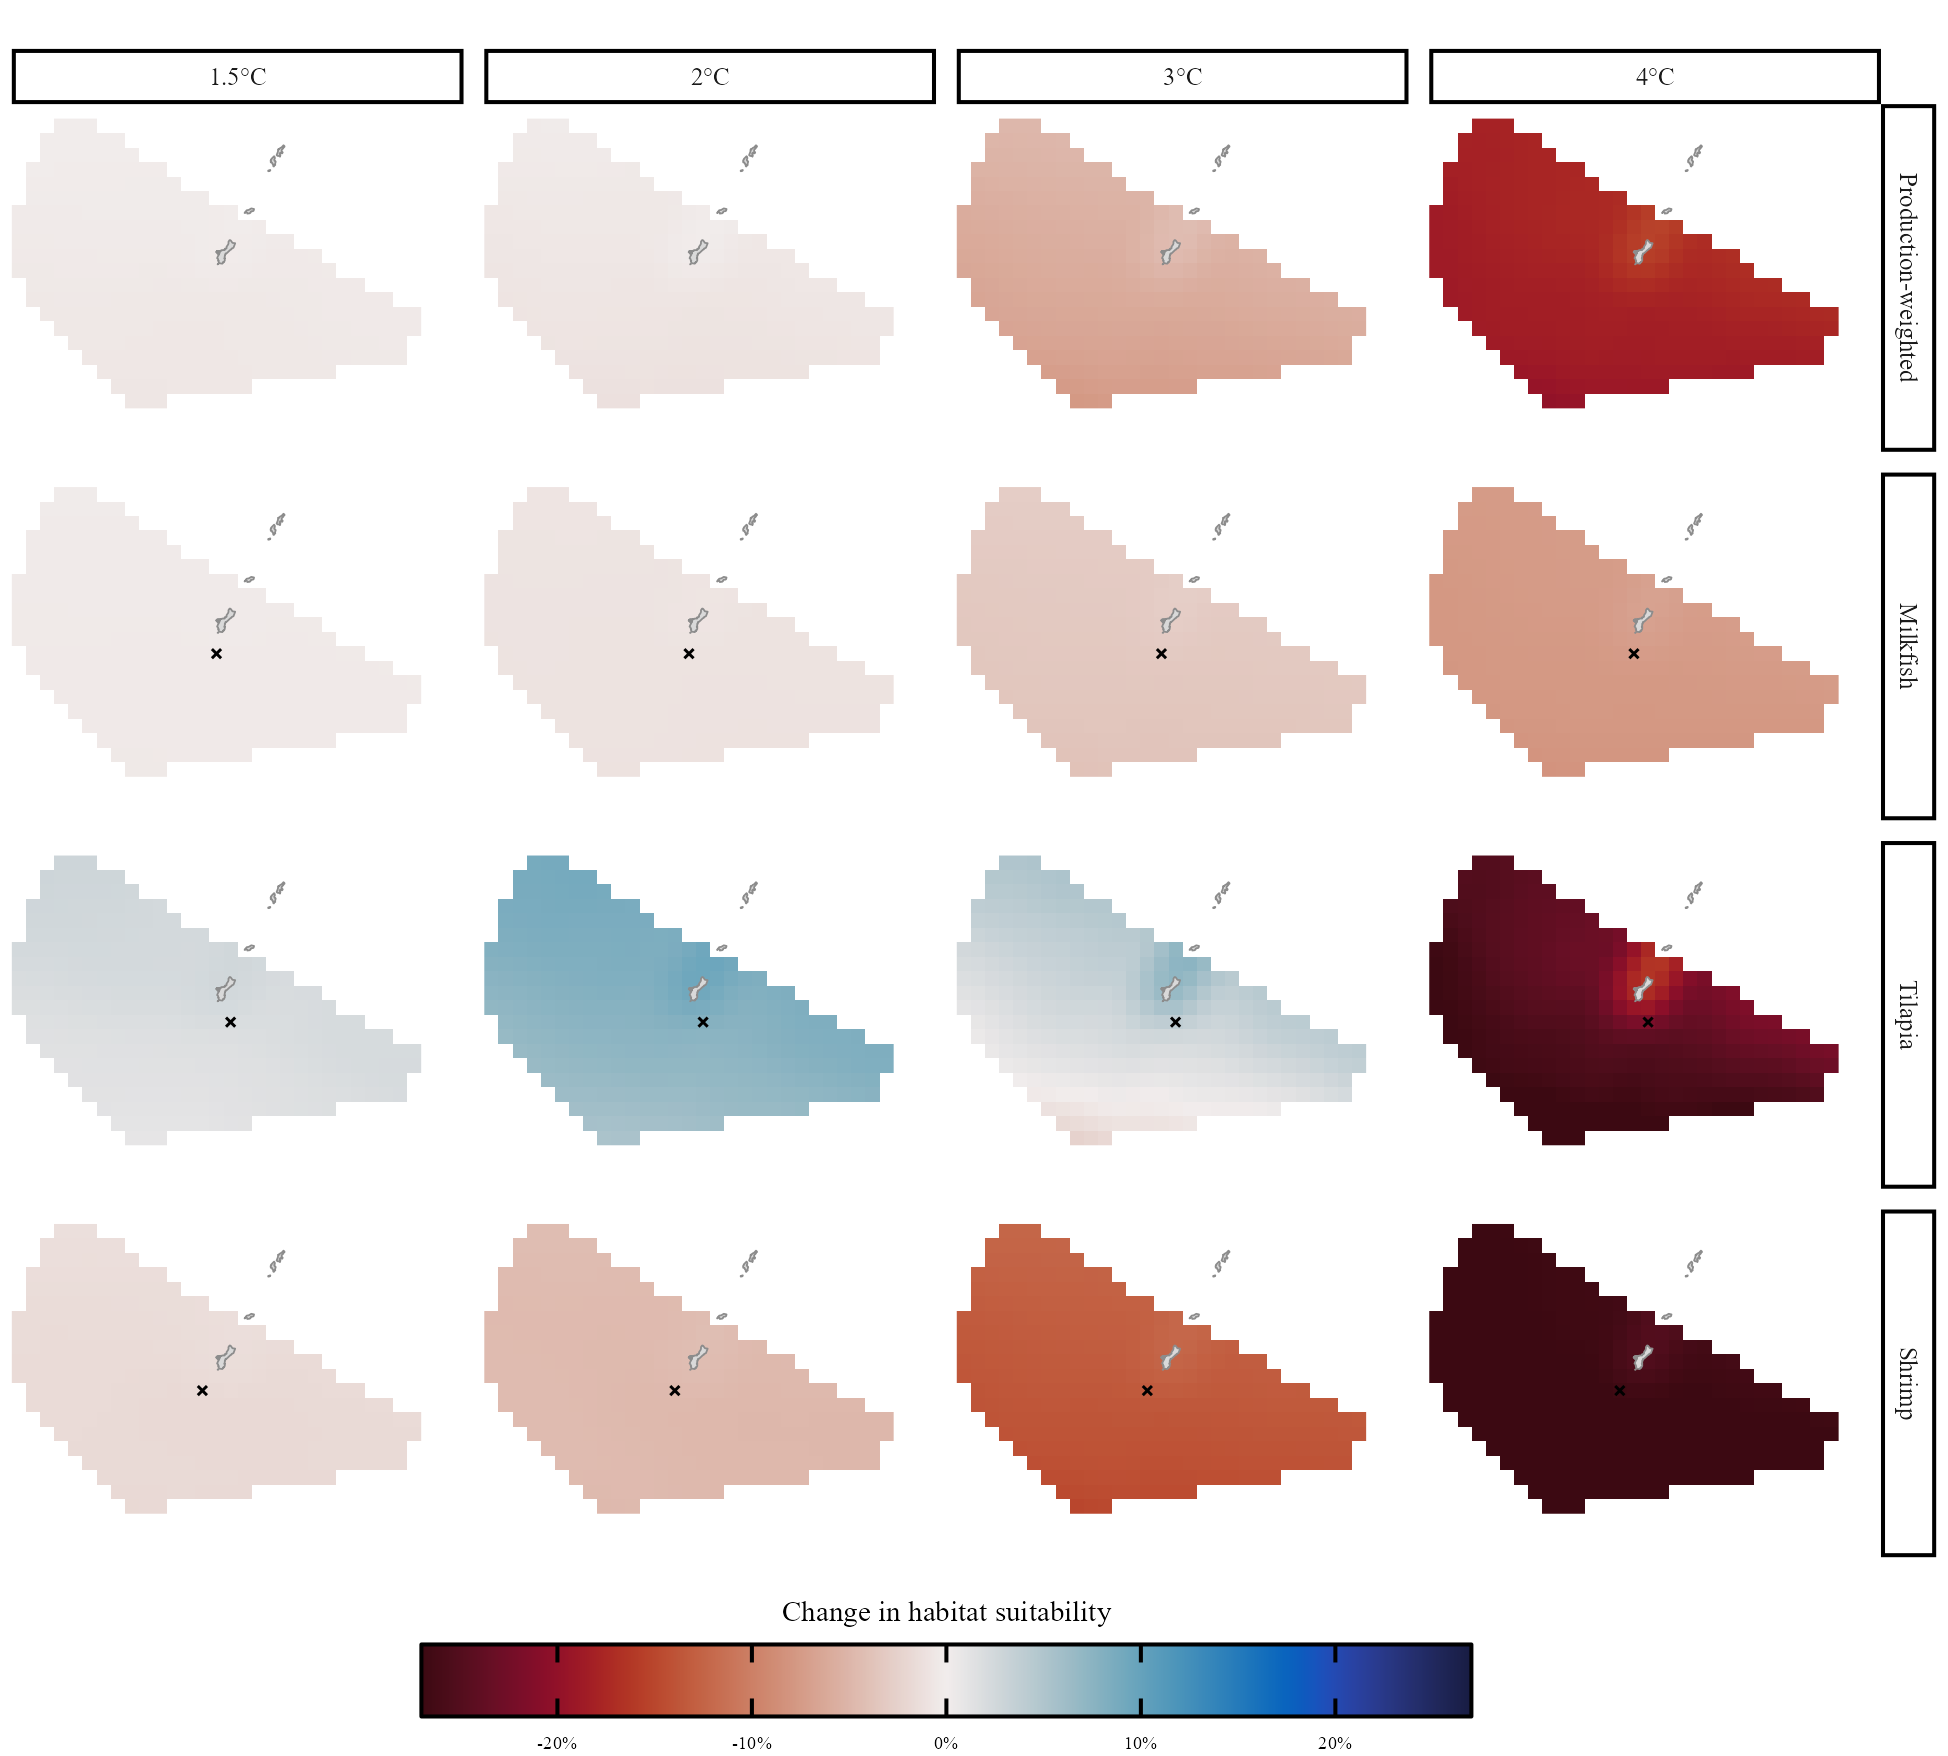 1.5°C
2°C
3°C
4°C
Production-weighted
Milkfish
Tilapia
Shrimp
Change in habitat suitability
-20%
-10%
0%
10%
20%